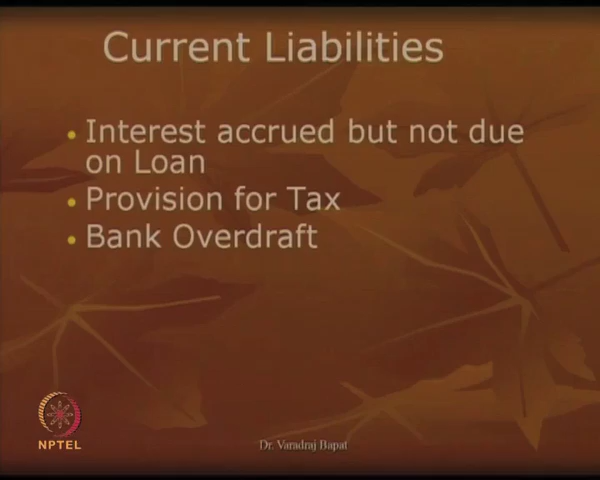 Current Liabilities
• Interest accrued but not due
on Loan
• Provision for Tax
• Bank Overdraft
NPTEL
Dr. Varadraj Bapat